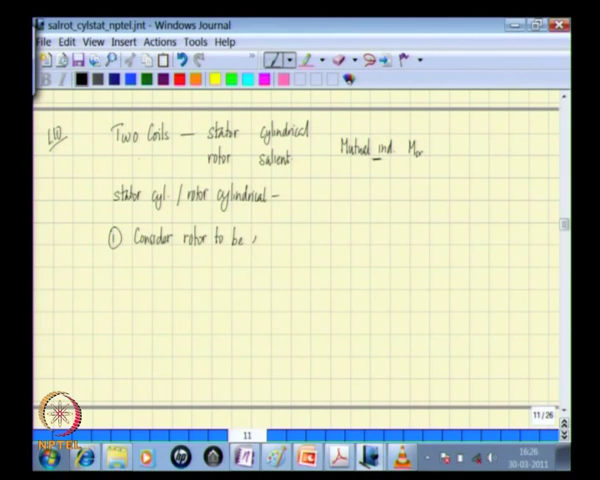 salrot_cylstat_nptel.jnt - Windows Journal
File Edit View Insert Actions Tools Help
L10
Two Coils — stator cylindrical
rotor salient
Mutual ind. Msr
stator cyl. / rotor cylindrical -
① Consider rotor to be
11 / 26
11
NPTEL
16:26
30-03-2011